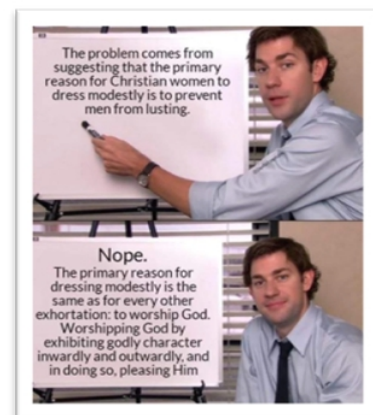 The problem comes from
suggesting that the primary
reason for Christian women to
dress modestly is to prevent
men from lusting.
Nope.
The primary reason for
dressing modestly is the
same as for every other
exhortation: to worship God.
Worshipping God by
exhibiting godly character
inwardly and outwardly, and
in doing so, pleasing Him